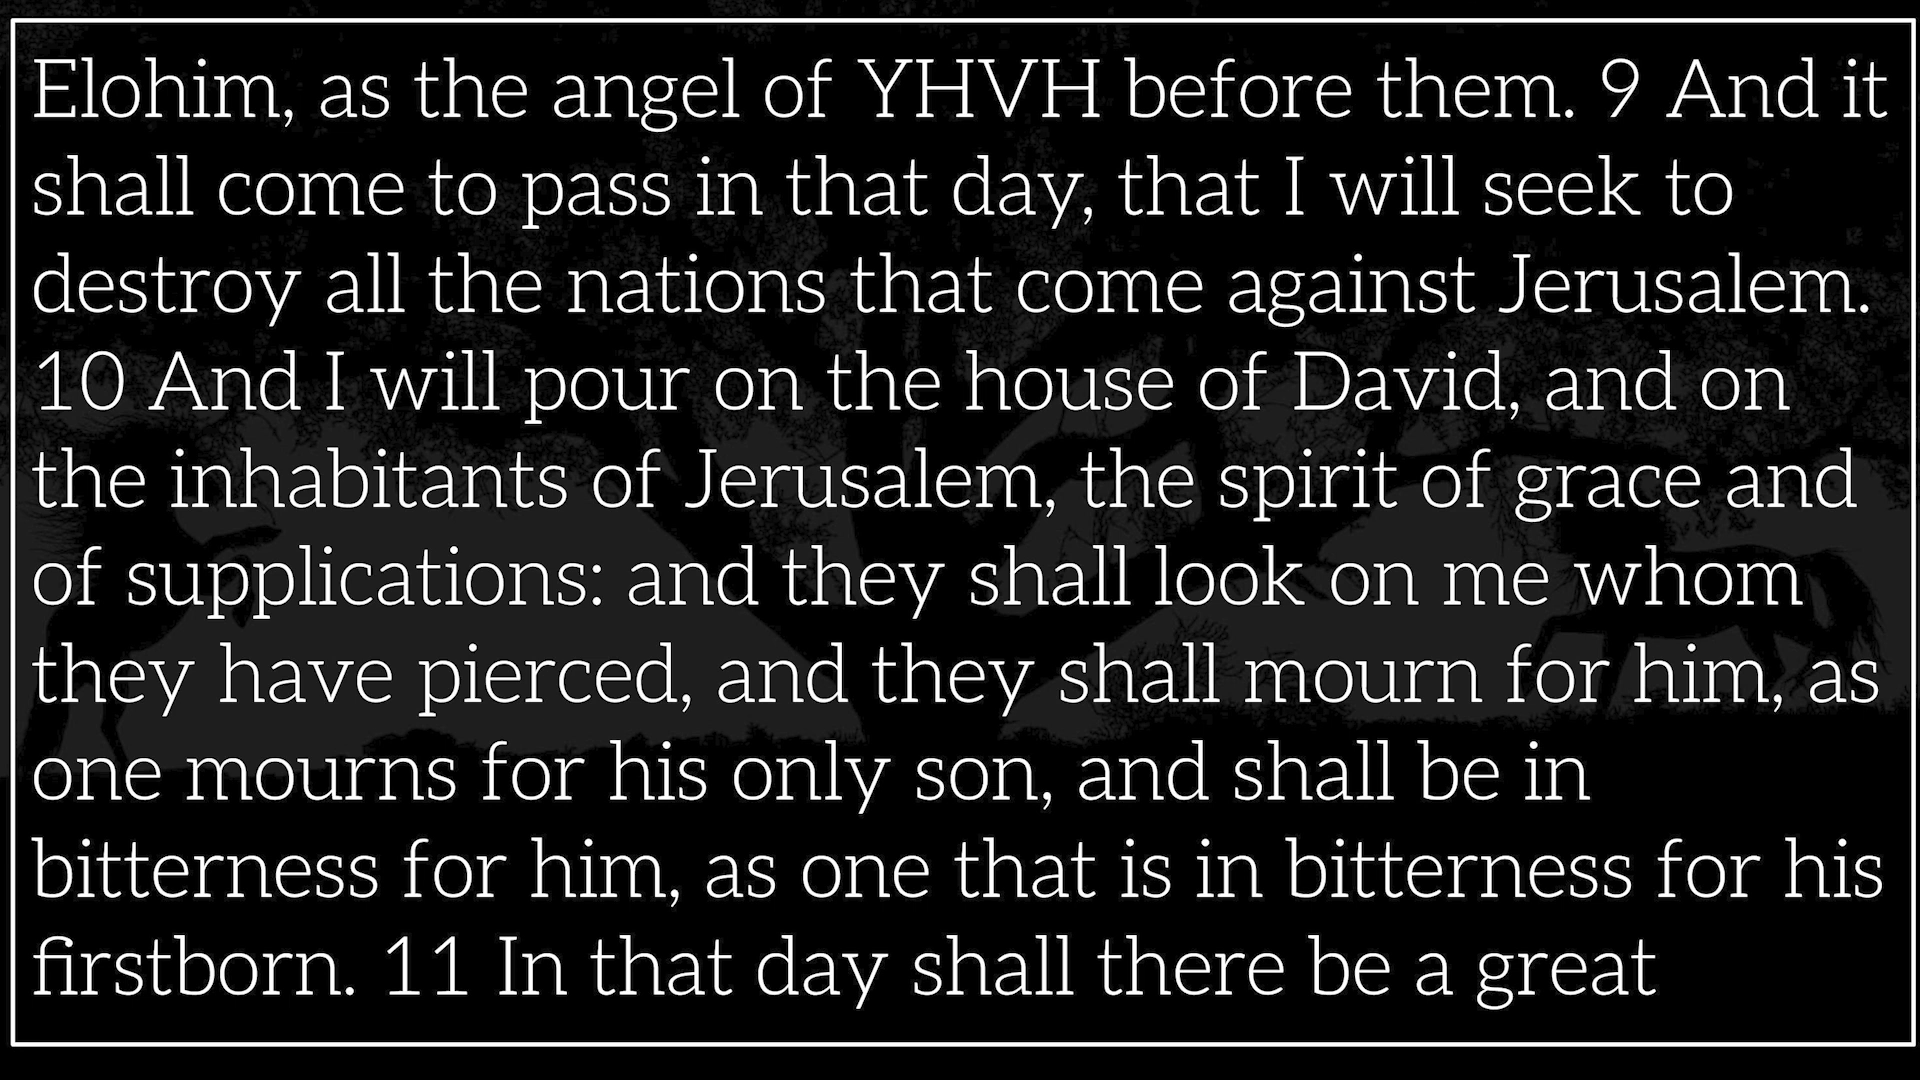 Elohim, as the angel of YHVH before them. 9 And it
shall come to pass in that day, that I will seek to
destroy all the nations that come against Jerusalem.
10 And I will pour on the house of David, and on
the inhabitants of Jerusalem, the spirit of grace and
of supplications: and they shall look on me whom
they have pierced, and they shall mourn for him, as
one mourns for his only son, and shall be in
bitterness for him, as one that is in bitterness for his
firstborn. 11 In that day shall there be a great